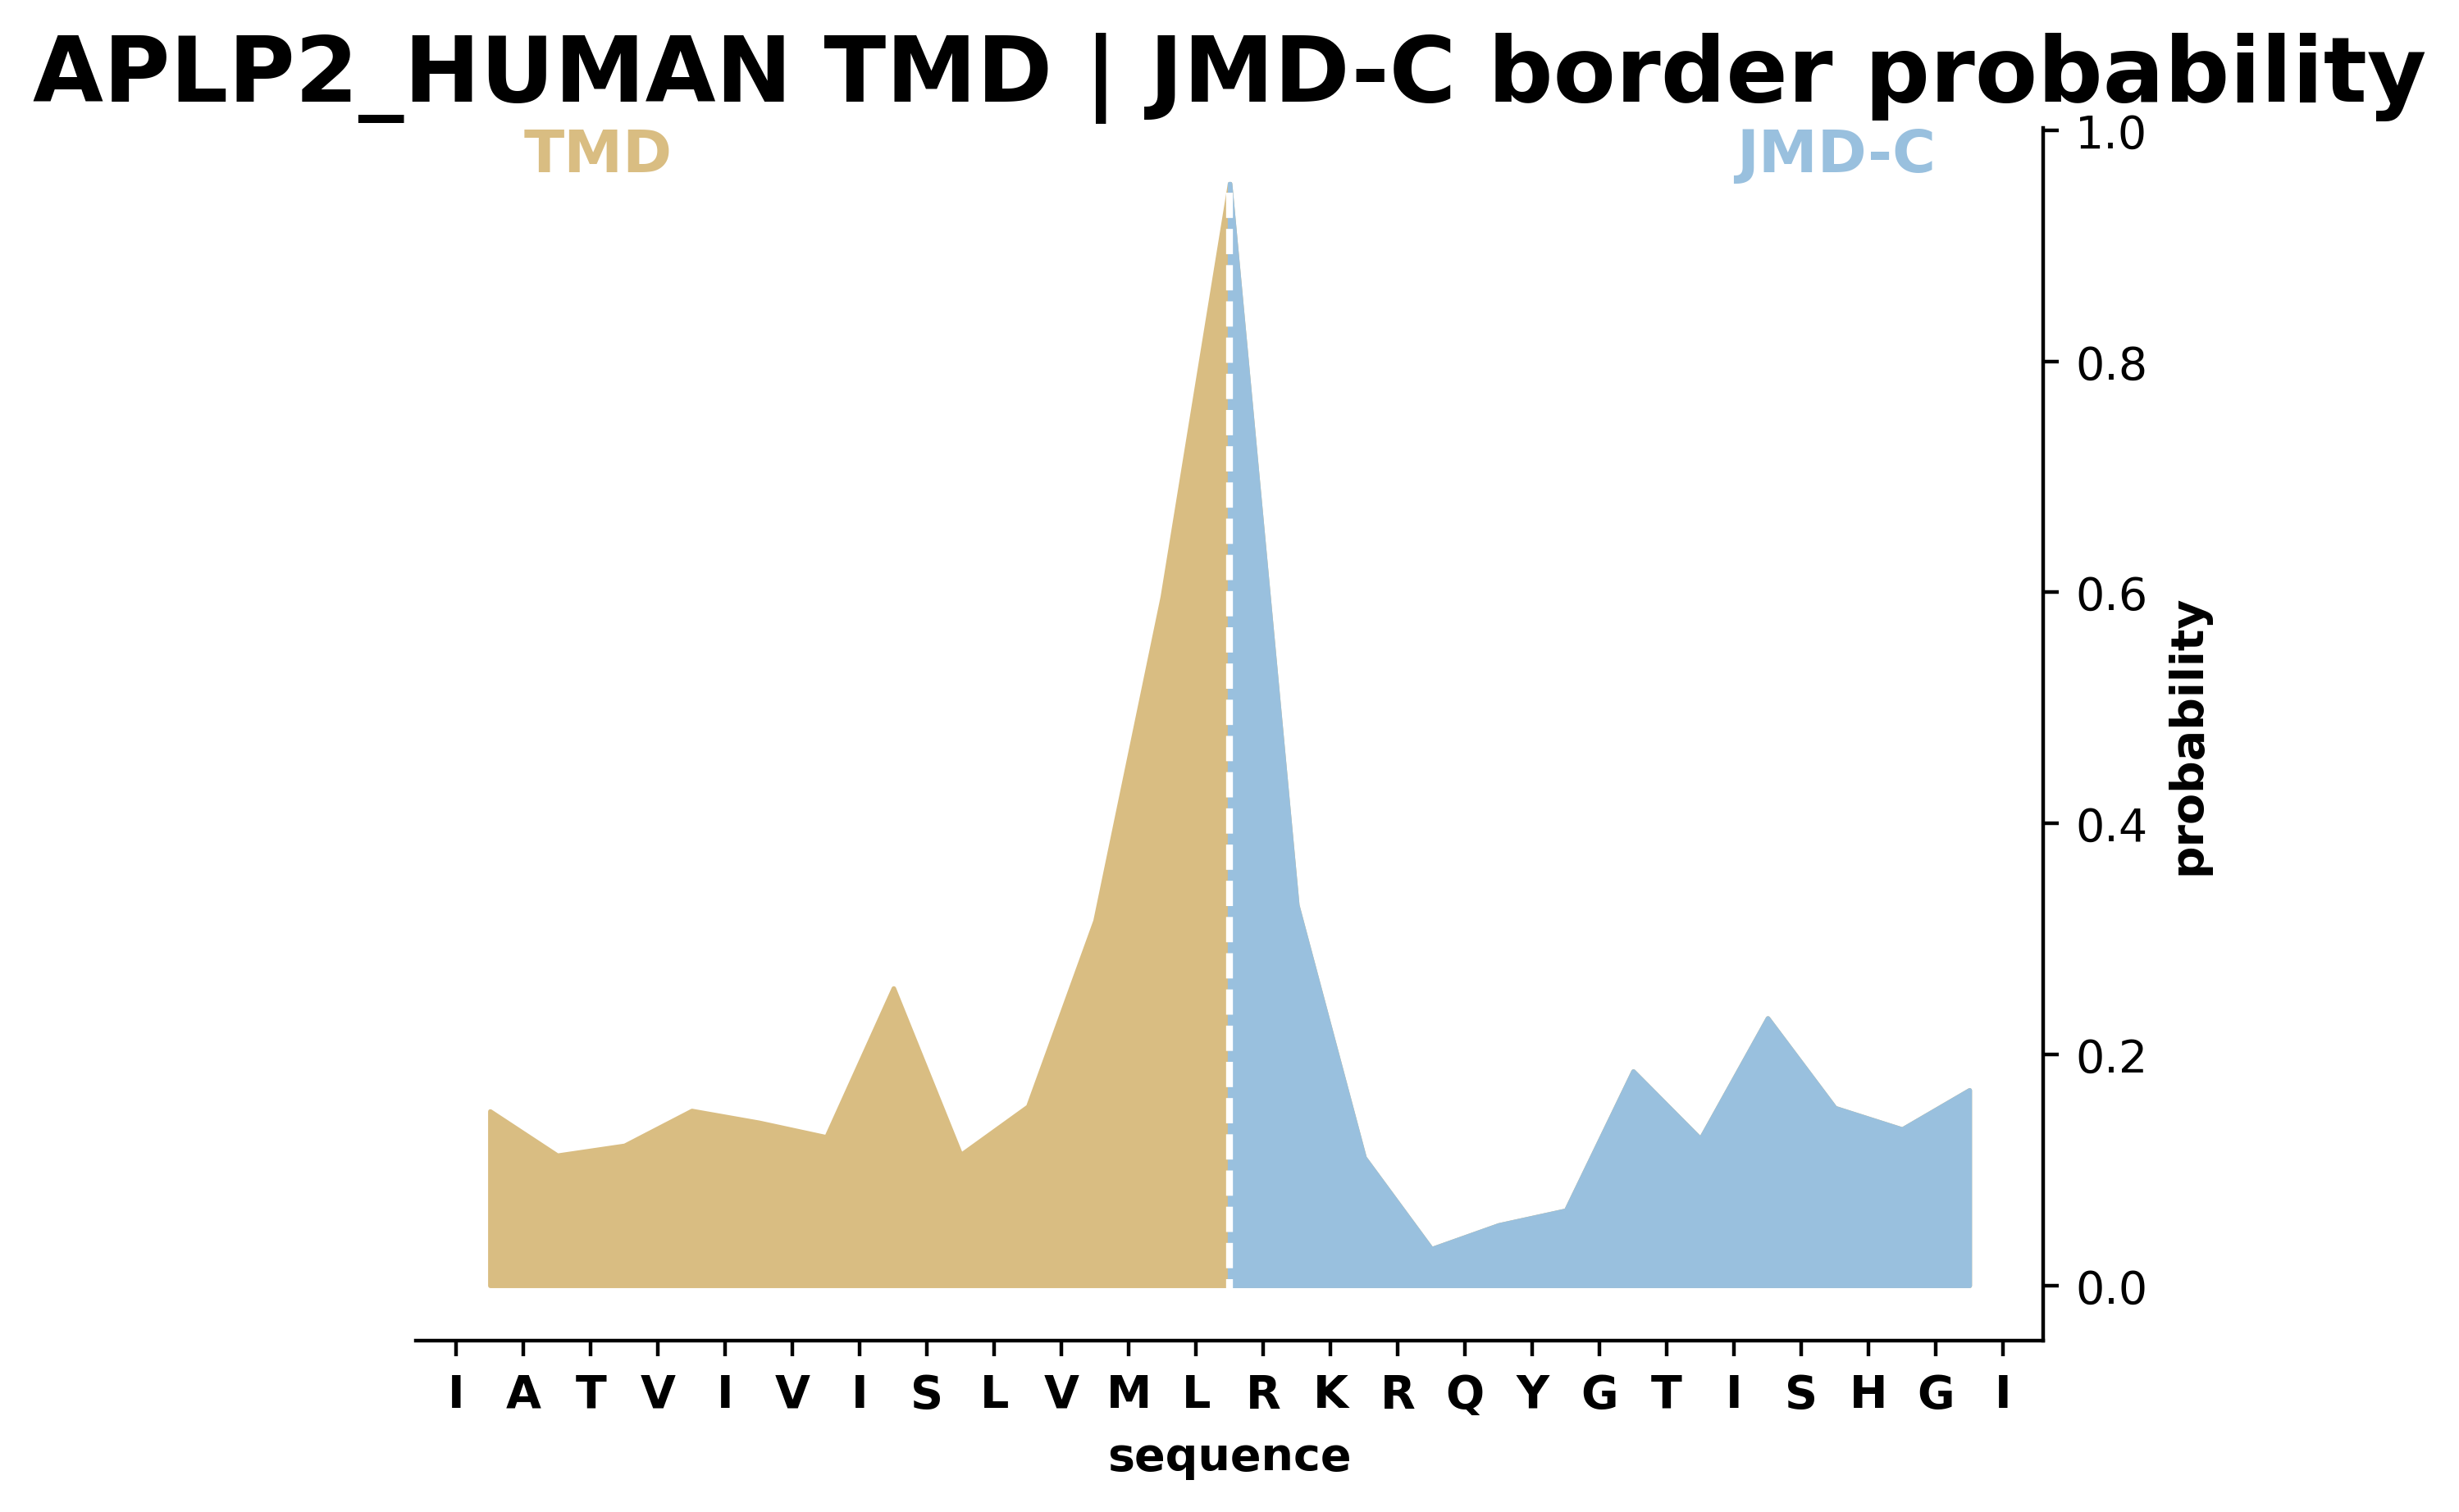 APLP2_HUMAN TMD | JMD-C border probability
TMD JMD-C
1.0
0.8
0.6
0.4
0.2
0.0
probability
I A T V I V I S L V M L R K R Q Y G T I S H G I
sequence